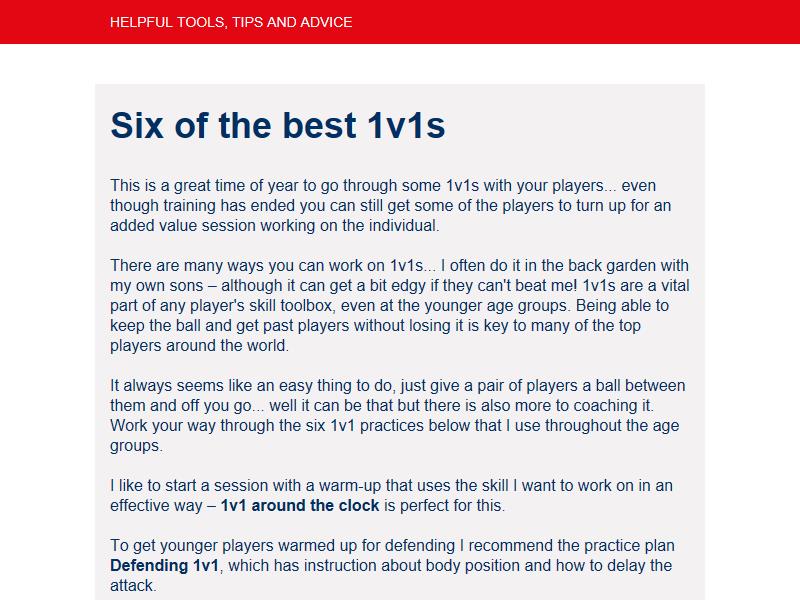 HELPFUL TOOLS, TIPS AND ADVICE
Six of the best 1v1s
This is a great time of year to go through some 1v1s with your players... even
though training has ended you can still get some of the players to turn up for an
added value session working on the individual.
There are many ways you can work on 1v1s... I often do it in the back garden with
my own sons – although it can get a bit edgy if they can't beat me! 1v1s are a vital
part of any player's skill toolbox, even at the younger age groups. Being able to
keep the ball and get past players without losing it is key to many of the top
players around the world.
It always seems like an easy thing to do, just give a pair of players a ball between
them and off you go... well it can be that but there is also more to coaching it.
Work your way through the six 1v1 practices below that I use throughout the age
groups.
I like to start a session with a warm-up that uses the skill I want to work on in an
effective way – 1v1 around the clock is perfect for this.
To get younger players warmed up for defending I recommend the practice plan
Defending 1v1, which has instruction about body position and how to delay the
attack.